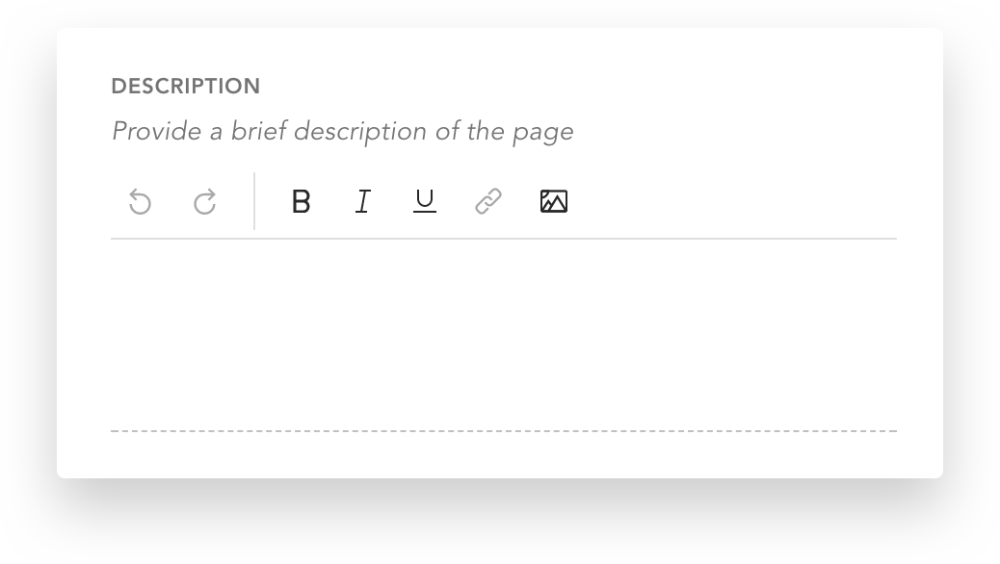 DESCRIPTION
Provide a brief description of the page
B I U